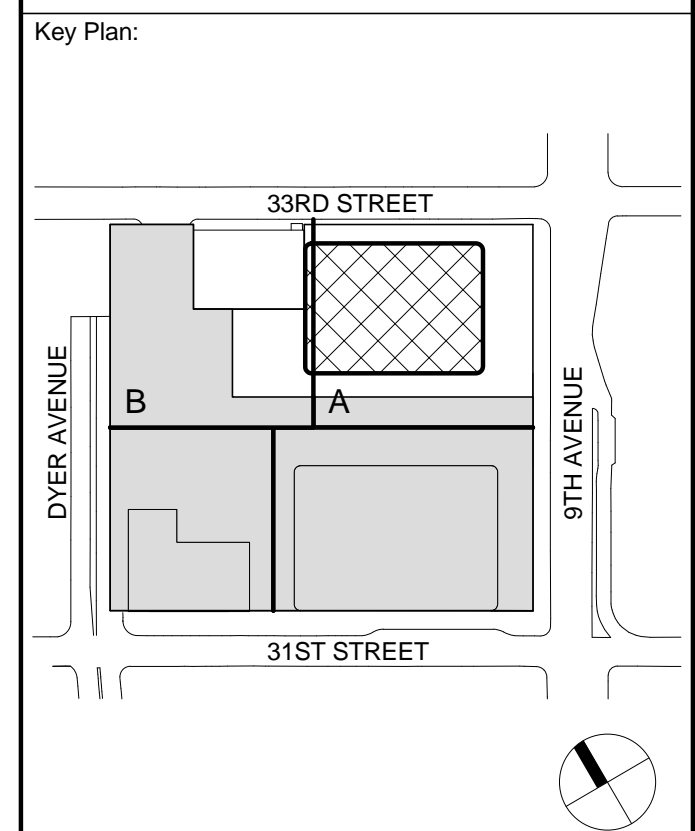 Key Plan:
33RD STREET
DYER AVENUE
B
A
9TH AVENUE
31ST STREET